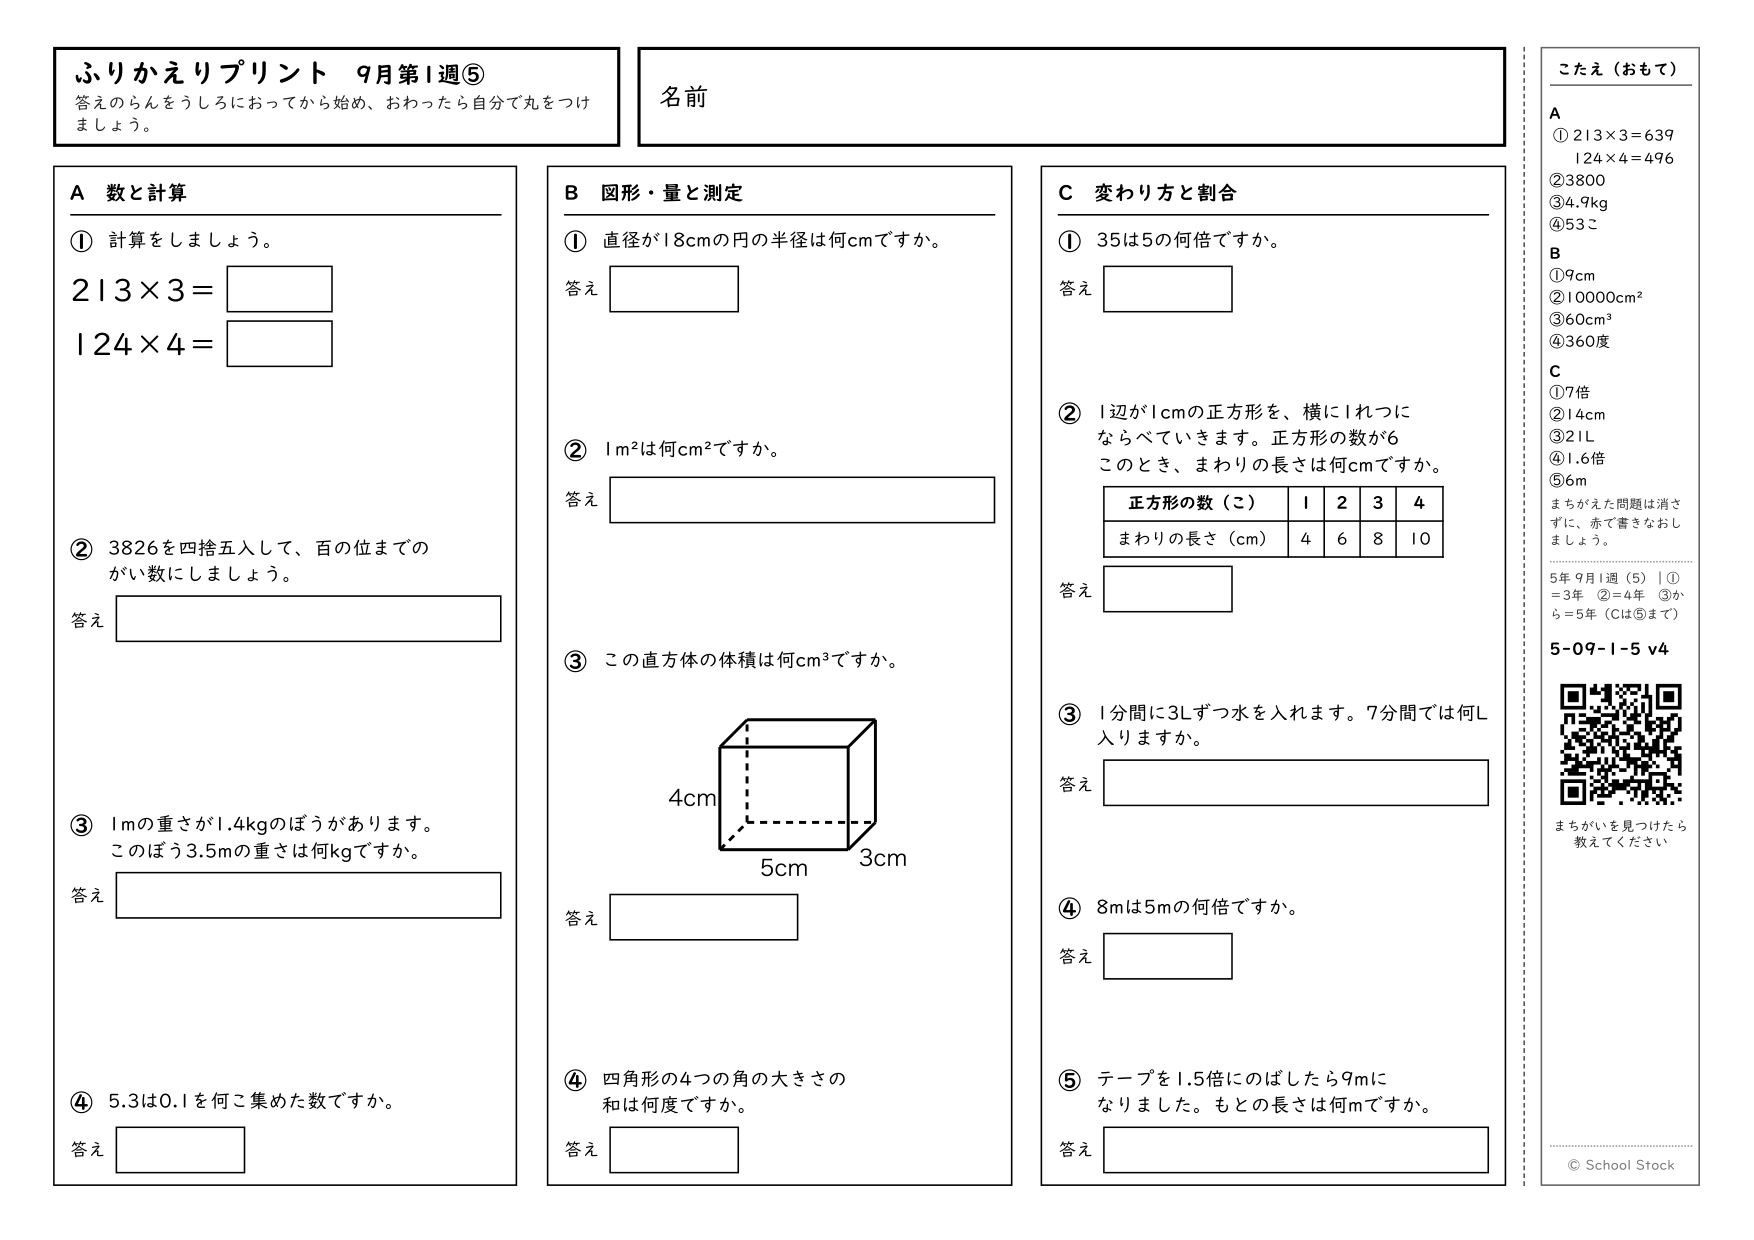 ふりかえりプリント　9月第1週⑤
答えのらんをうしろにおってから始め、おわったら自分で丸をつけ
ましょう。
名前
A　数と計算
① 計算をしましょう。
213×3＝
124×4＝
② 3826を四捨五入して、百の位までの
がい数にしましょう。
答え
③ 1mの重さが1.4kgのぼうがあります。
このぼう3.5mの重さは何kgですか。
答え
④ 5.3は0.1を何こ集めた数ですか。
答え
B　図形・量と測定
① 直径が18cmの円の半径は何cmですか。
答え
② 1m²は何cm²ですか。
答え
③ この直方体の体積は何cm³ですか。
4cm
5cm
3cm
答え
④ 四角形の4つの角の大きさの
和は何度ですか。
答え
C　変わり方と割合
① 35は5の何倍ですか。
答え
② 1辺が1cmの正方形を、横に1れつに
ならべていきます。正方形の数が6
このとき、まわりの長さは何cmですか。
正方形の数（こ） 1 2 3 4
まわりの長さ（cm） 4 6 8 10
答え
③ 1分間に3Lずつ水を入れます。7分間では何L
入りますか。
答え
④ 8mは5mの何倍ですか。
答え
⑤ テープを1.5倍にのばしたら9mに
なりました。もとの長さは何mですか。
答え
こたえ（おもて）
A
① 213×3＝639
124×4＝496
②3800
③4.9kg
④53こ
B
①9cm
②10000cm²
③60cm³
④360度
C
①7倍
②14cm
③21L
④1.6倍
⑤6m
まちがえた問題は消さ
ずに、赤で書きなおし
ましょう。
5年 9月1週（5）｜①
＝3年　②＝4年　③か
ら＝5年（Cは⑤まで）
5-09-1-5 v4
まちがいを見つけたら
教えてください
© School Stock